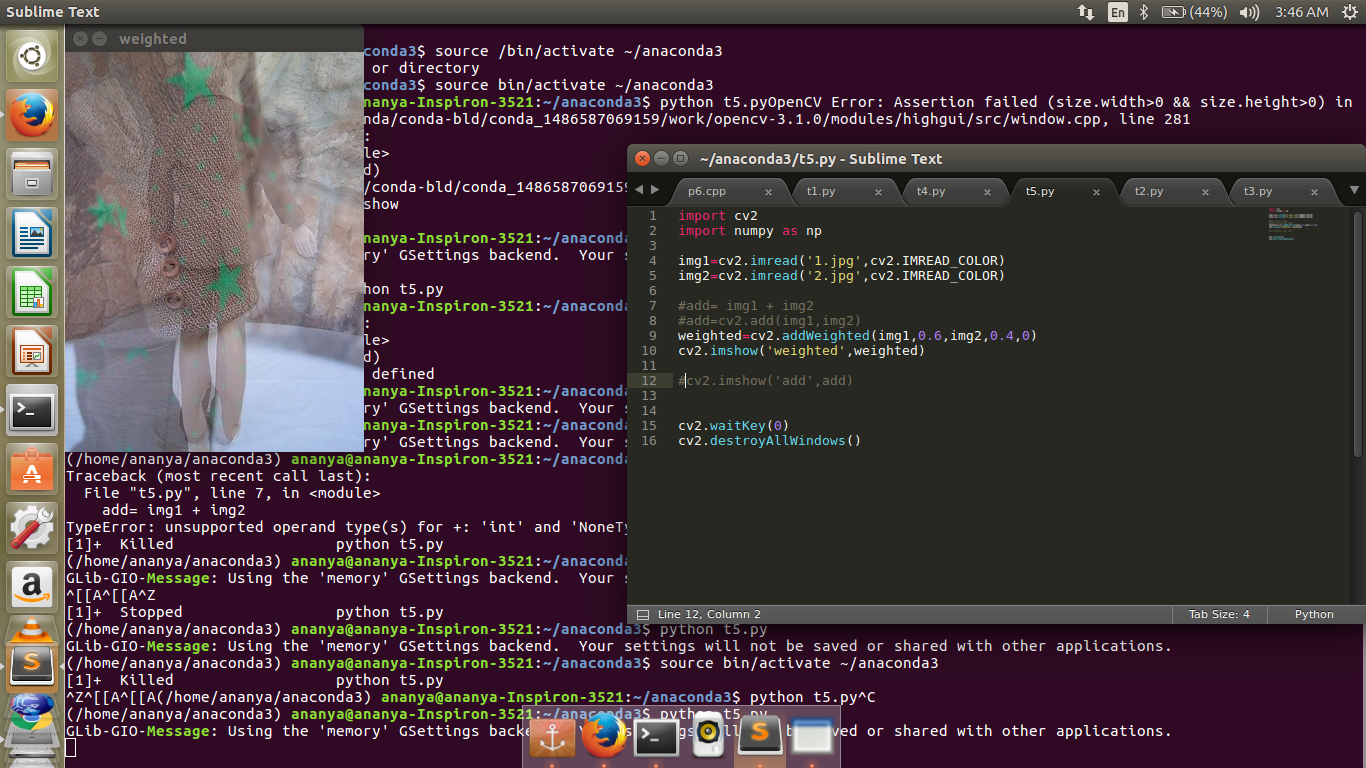 Sublime Text
En
(44%)
3:46 AM
weighted
conda3$ source /bin/activate ~/anaconda3
or directory
conda3$ source bin/activate ~/anaconda3
ananya-Inspiron-3521:~/anaconda3$ python t5.pyOpenCV Error: Assertion failed (size.width>0 && size.height>0) in
nda/conda-bld/conda_1486587069159/work/opencv-3.1.0/modules/highgui/src/window.cpp, line 281
:
le>
d)
/conda-bld/conda_1486587069159
show
ananya-Inspiron-3521:~/anaconda3
ry' GSettings backend.  Your s
hon t5.py
ananya-Inspiron-3521:~/anaconda3
:
le>
d)
defined
ananya-Inspiron-3521:~/anaconda3
ry' GSettings backend.  Your s
ananya-Inspiron-3521:~/anaconda3
ry' GSettings backend.  Your s
(/home/ananya/anaconda3) ananya@ananya-Inspiron-3521:~/anaconda3
Traceback (most recent call last):
  File "t5.py", line 7, in <module>
    add= img1 + img2
TypeError: unsupported operand type(s) for +: 'int' and 'NoneTy
[1]+  Killed                  python t5.py
(/home/ananya/anaconda3) ananya@ananya-Inspiron-3521:~/anaconda3
GLib-GIO-Message: Using the 'memory' GSettings backend.  Your s
^[[A^[[A^Z
[1]+  Stopped                 python t5.py
(/home/ananya/anaconda3) ananya@ananya-Inspiron-3521:~/anaconda3$ python t5.py
GLib-GIO-Message: Using the 'memory' GSettings backend.  Your settings will not be saved or shared with other applications.
(/home/ananya/anaconda3) ananya@ananya-Inspiron-3521:~/anaconda3$ source bin/activate ~/anaconda3
[1]+  Killed                  python t5.py
^Z^[[A^[[A(/home/ananya/anaconda3) ananya@ananya-Inspiron-3521:~/anaconda3$ python t5.py^C
(/home/ananya/anaconda3) ananya@ananya-Inspiron-3521:~/anaconda3$ python t5.py
GLib-GIO-Message: Using the 'memory' GSettings backe be saved or shared with other applications.
~/anaconda3/t5.py - Sublime Text
p6.cpp
t1.py
t4.py
t5.py
t2.py
t3.py
1 import cv2
2 import numpy as np
3
4 img1=cv2.imread('1.jpg',cv2.IMREAD_COLOR)
5 img2=cv2.imread('2.jpg',cv2.IMREAD_COLOR)
6
7 #add= img1 + img2
8 #add=cv2.add(img1,img2)
9 weighted=cv2.addWeighted(img1,0.6,img2,0.4,0)
10 cv2.imshow('weighted',weighted)
11
12 #cv2.imshow('add',add)
13
14
15 cv2.waitKey(0)
16 cv2.destroyAllWindows()
Line 12, Column 2
Tab Size: 4
Python